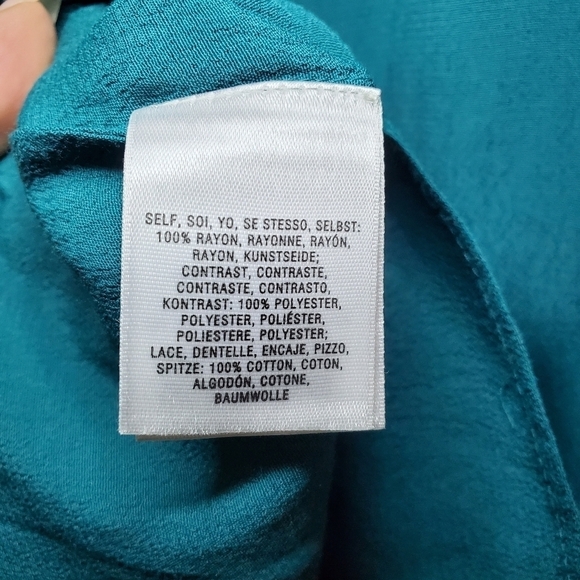 SELF, SOI, YO, SE STESSO, SELBST:
100% RAYON, RAYONNE, RAYÓN,
RAYON, KUNSTSEIDE;
CONTRAST, CONTRASTE,
CONTRASTE, CONTRASTO,
KONTRAST: 100% POLYESTER,
POLYESTER, POLIÉSTER,
POLIESTERE, POLYESTER;
LACE, DENTELLE, ENCAJE, PIZZO,
SPITZE: 100% COTTON, COTON,
ALGODÓN, COTONE,
BAUMWOLLE